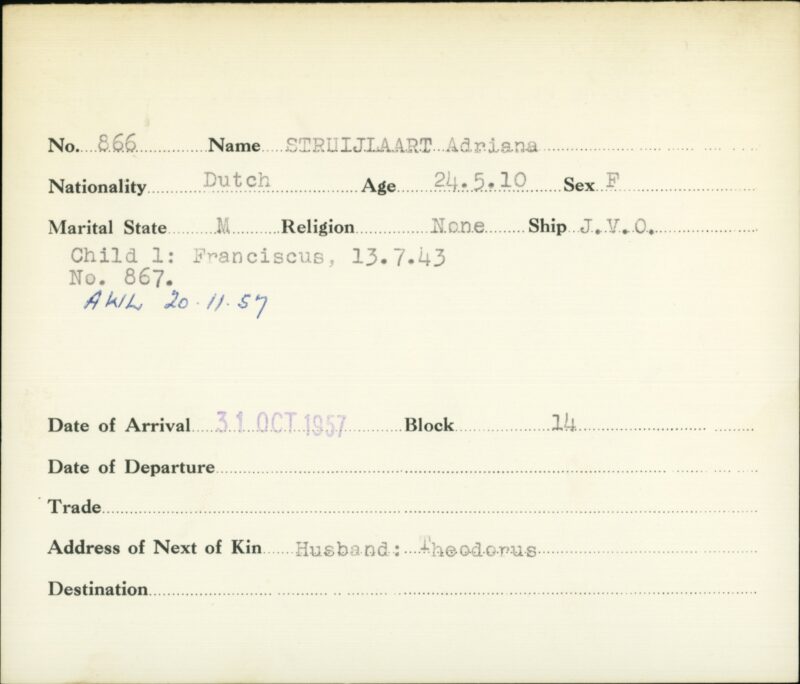 No. 866 Name STRUIJLAART Adriana
Nationality Dutch Age 24.5.10 Sex F
Marital State M Religion None Ship J.V.O.
Child 1: Franciscus, 13.7.43
No. 867.
AWL 20.11.57
Date of Arrival 31 OCT 1957 Block 14
Date of Departure
Trade
Address of Next of Kin Husband: Theodorus
Destination